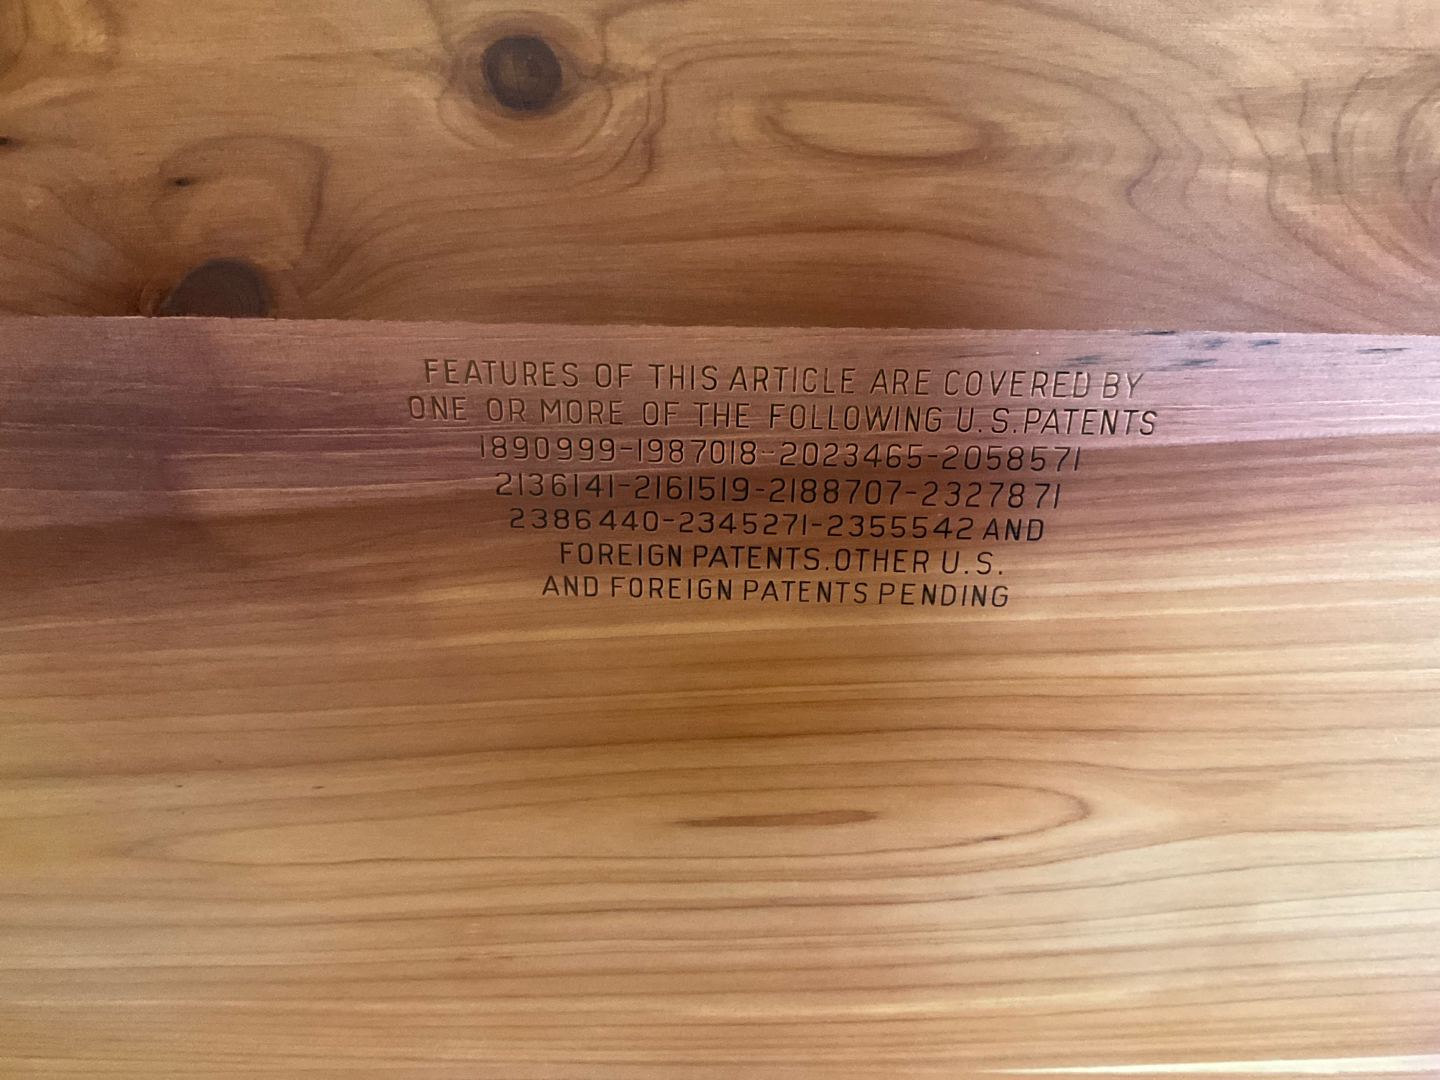 FEATURES OF THIS ARTICLE ARE COVERED BY
ONE OR MORE OF THE FOLLOWING U.S.PATENTS
1890999-1987018-2023465-2058571
2136141-2161519-2188707-2327871
2386440-2345271-2355542 AND
FOREIGN PATENTS.OTHER U.S.
AND FOREIGN PATENTS PENDING